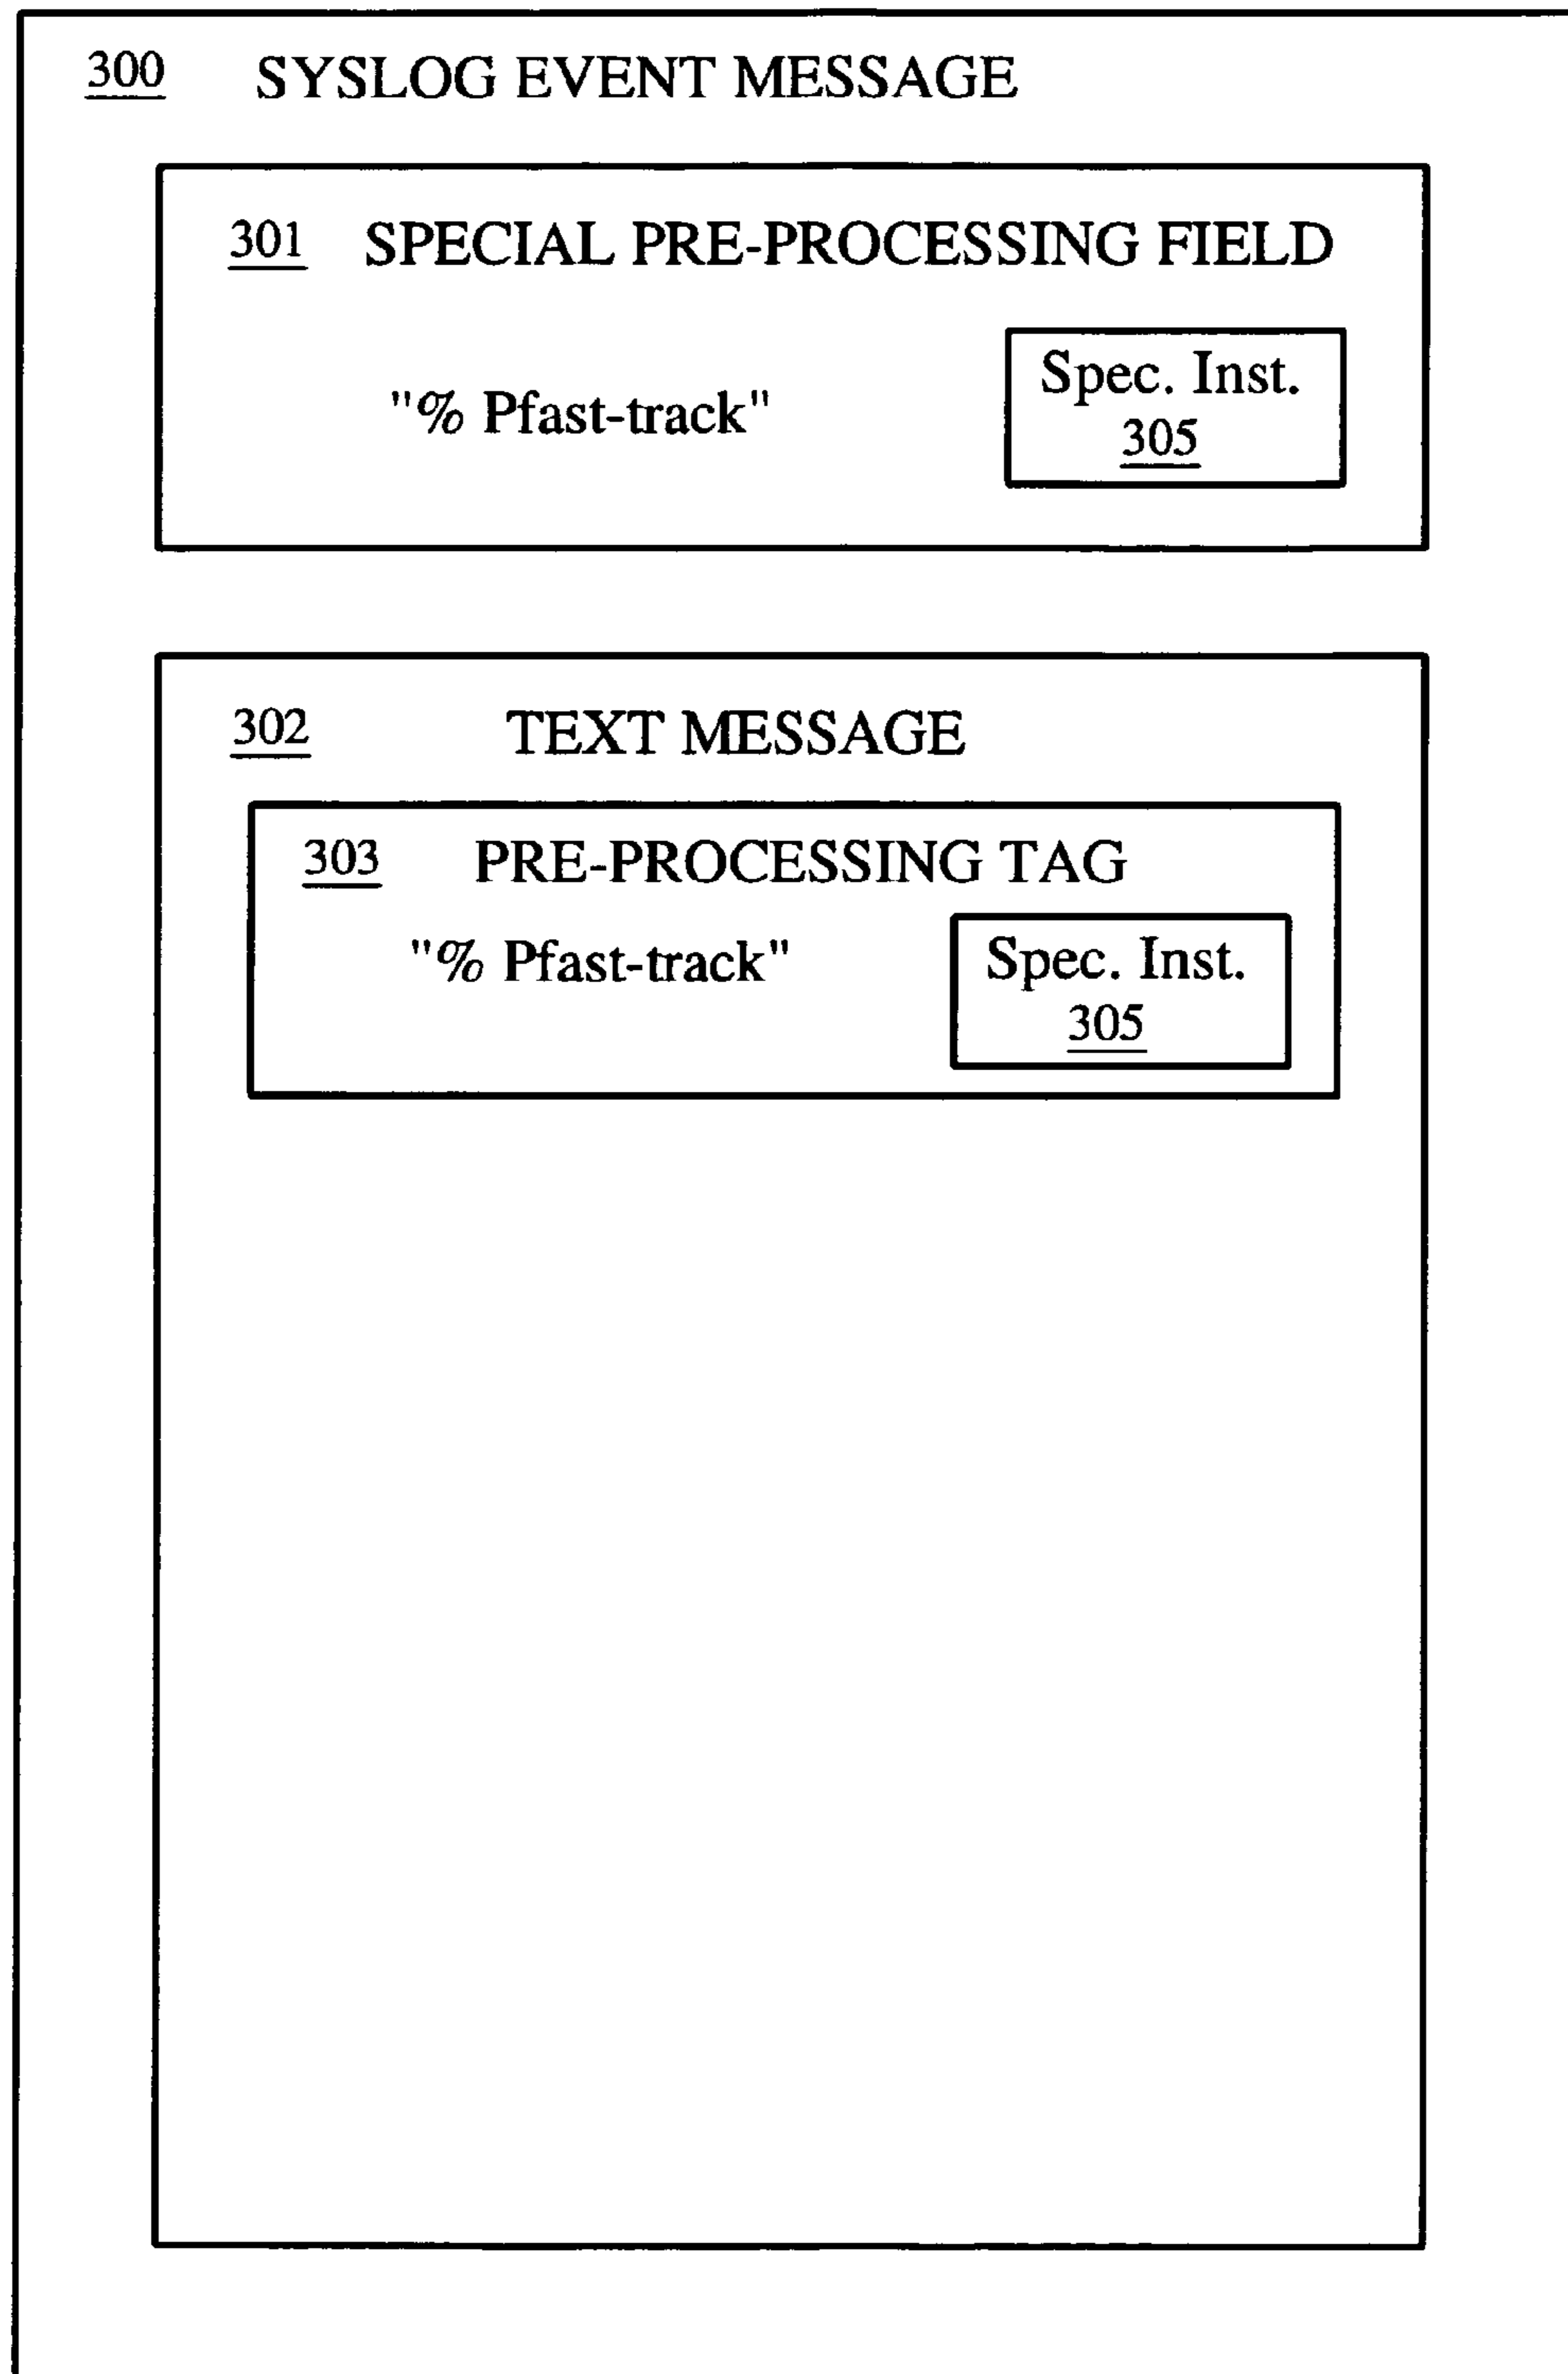 300 SYSLOG EVENT MESSAGE
301 SPECIAL PRE-PROCESSING FIELD
"% Pfast-track"
Spec. Inst.
305
302 TEXT MESSAGE
303 PRE-PROCESSING TAG
"% Pfast-track"
Spec. Inst.
305